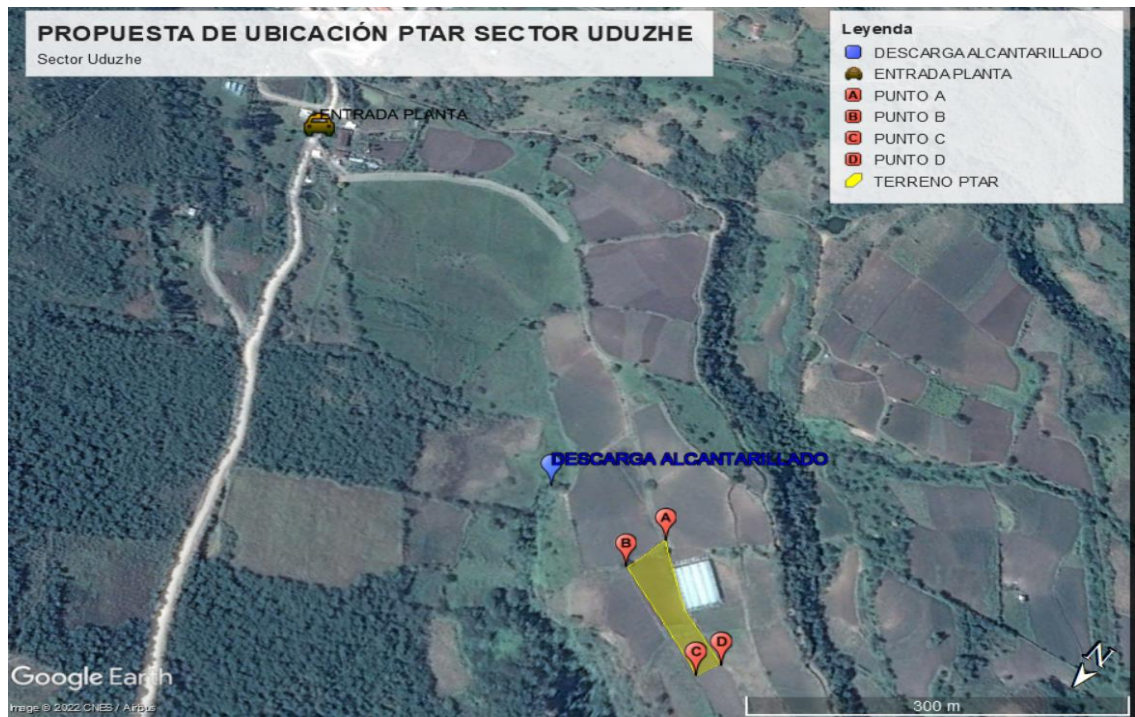 PROPUESTA DE UBICACIÓN PTAR SECTOR UDUZHE
Sector Uduzhe
Leyenda
DESCARGA ALCANTARILLADO
ENTRADA PLANTA
A PUNTO A
B PUNTO B
C PUNTO C
D PUNTO D
TERRENO PTAR
ENTRADA PLANTA
DESCARGA ALCANTARILLADO
A
B
D
C
N
Google Earth
Image © 2022 CNES / Airbus
300 m